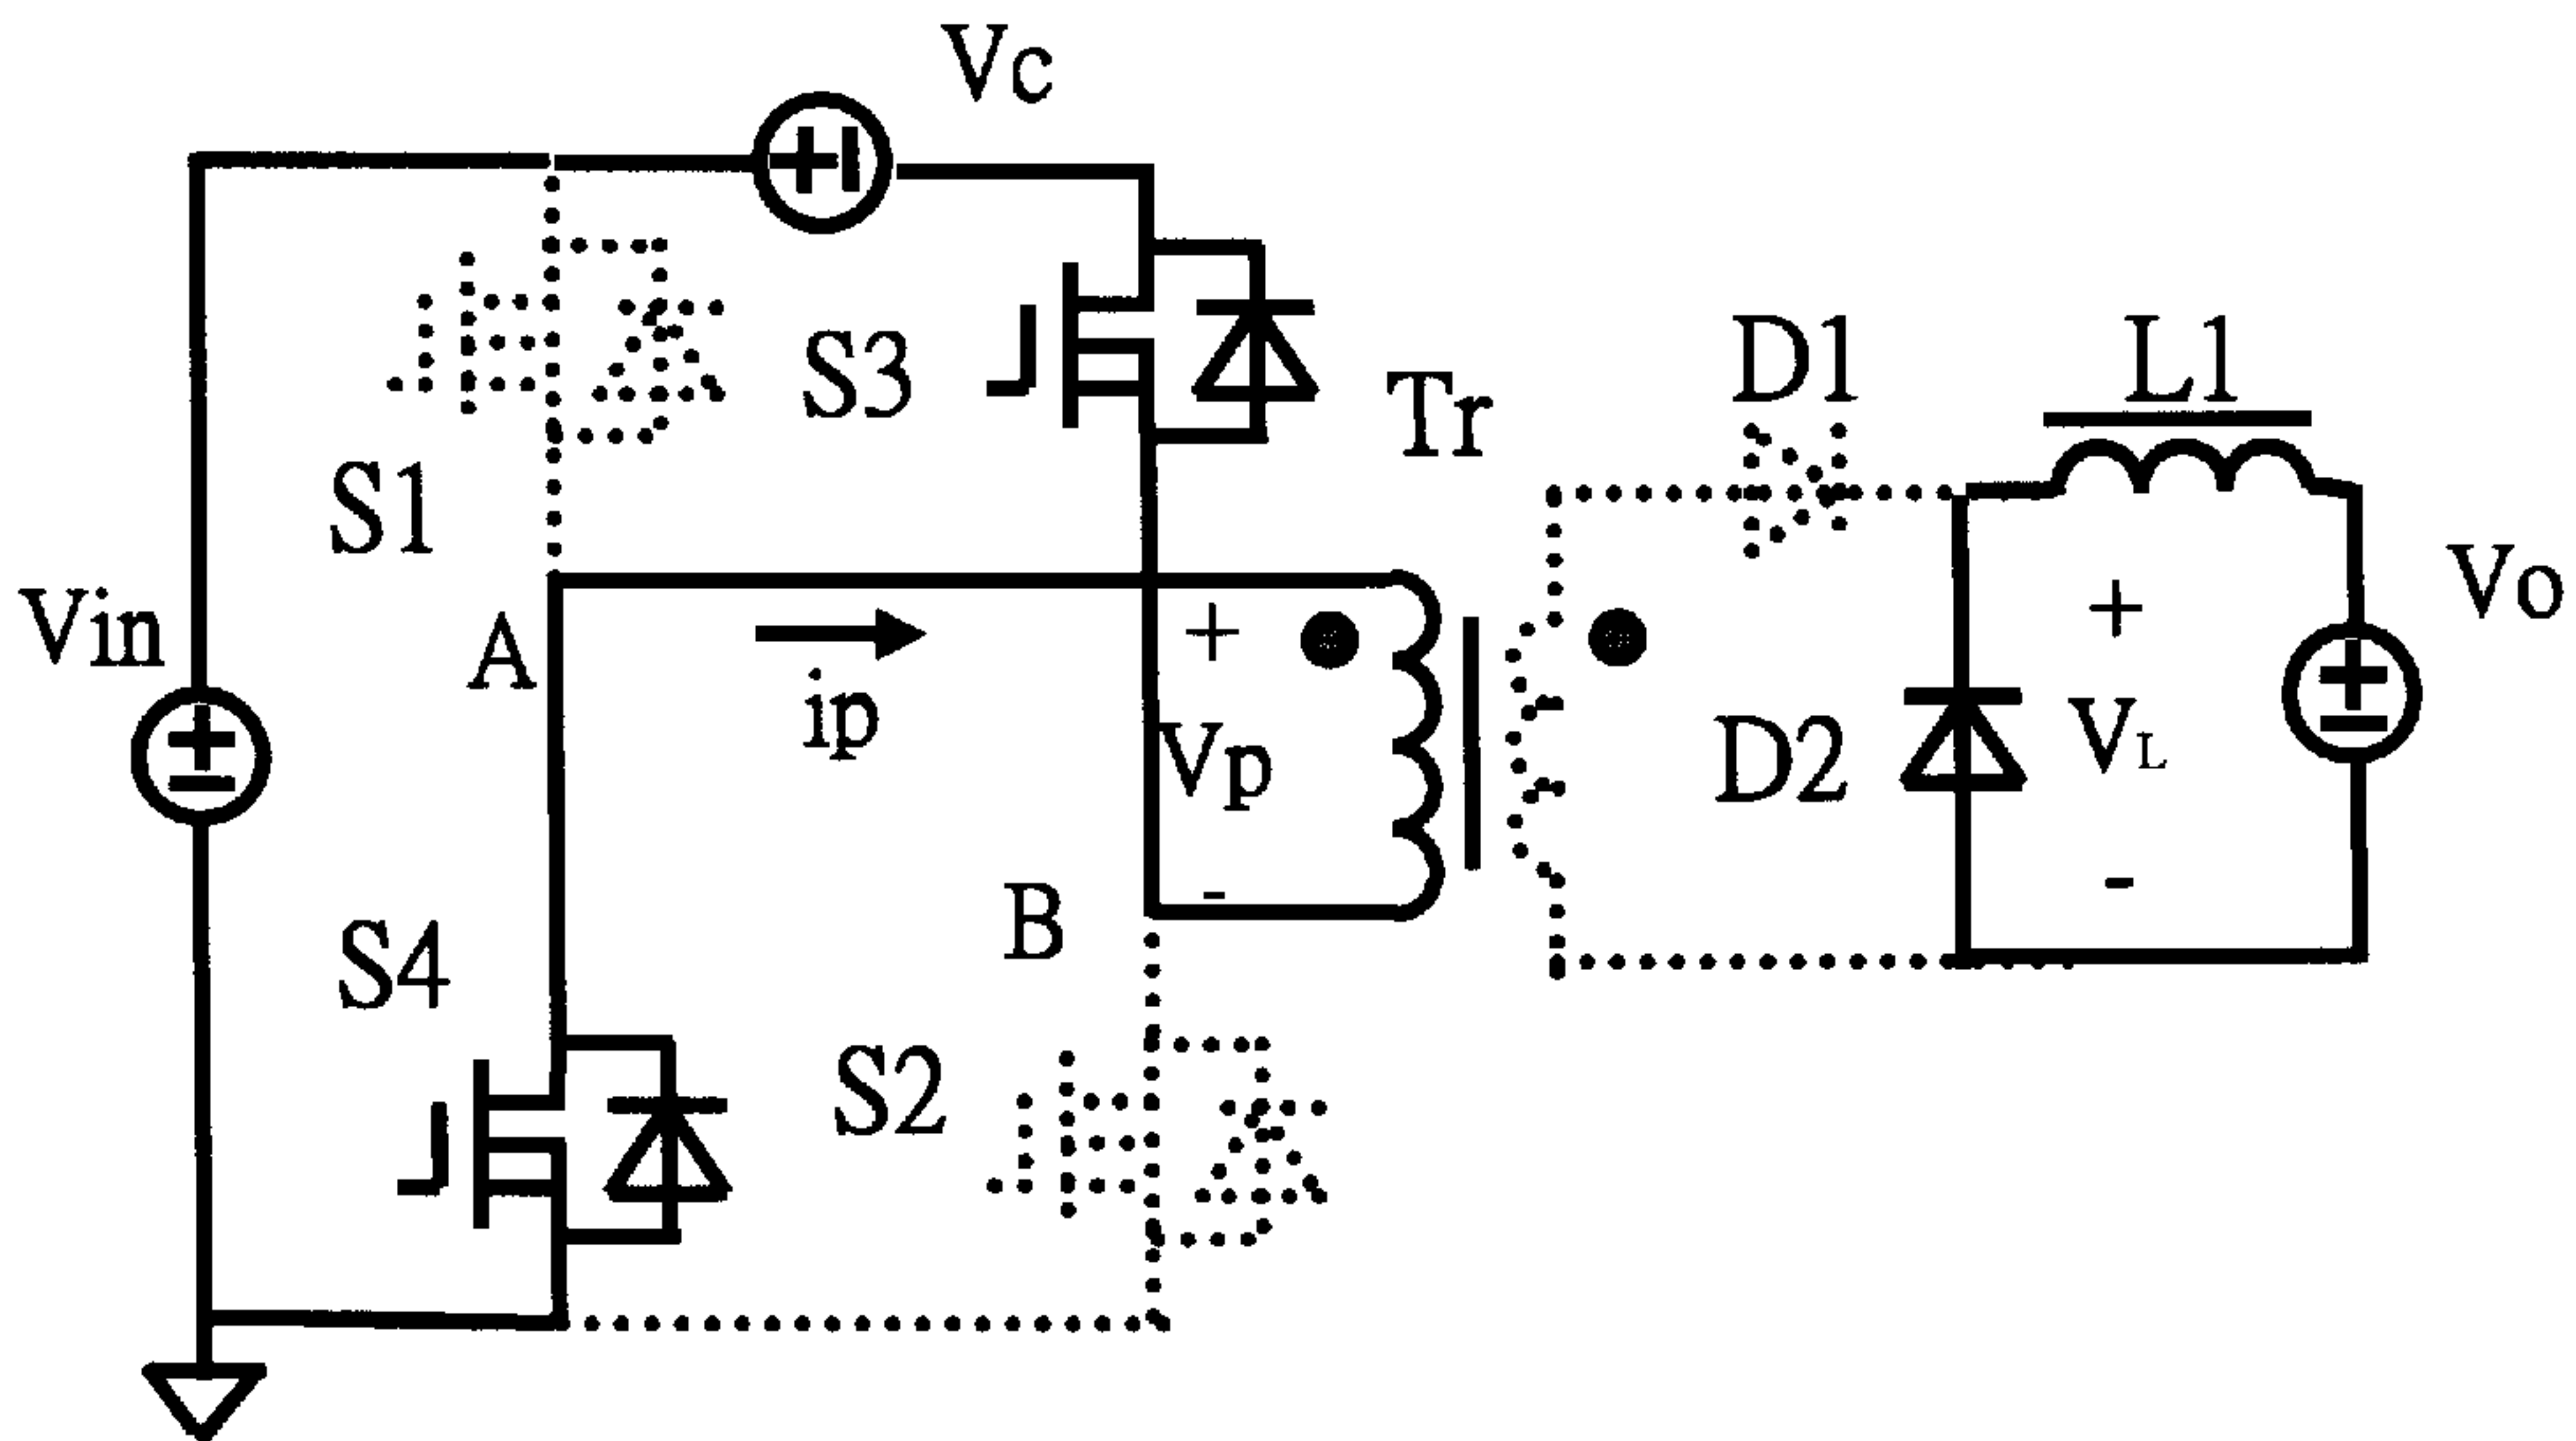 Vc
S3
Tr
D1
L1
S1
Vin
A
ip
+
Vp
-
B
D2
+
VL
-
Vo
S4
S2